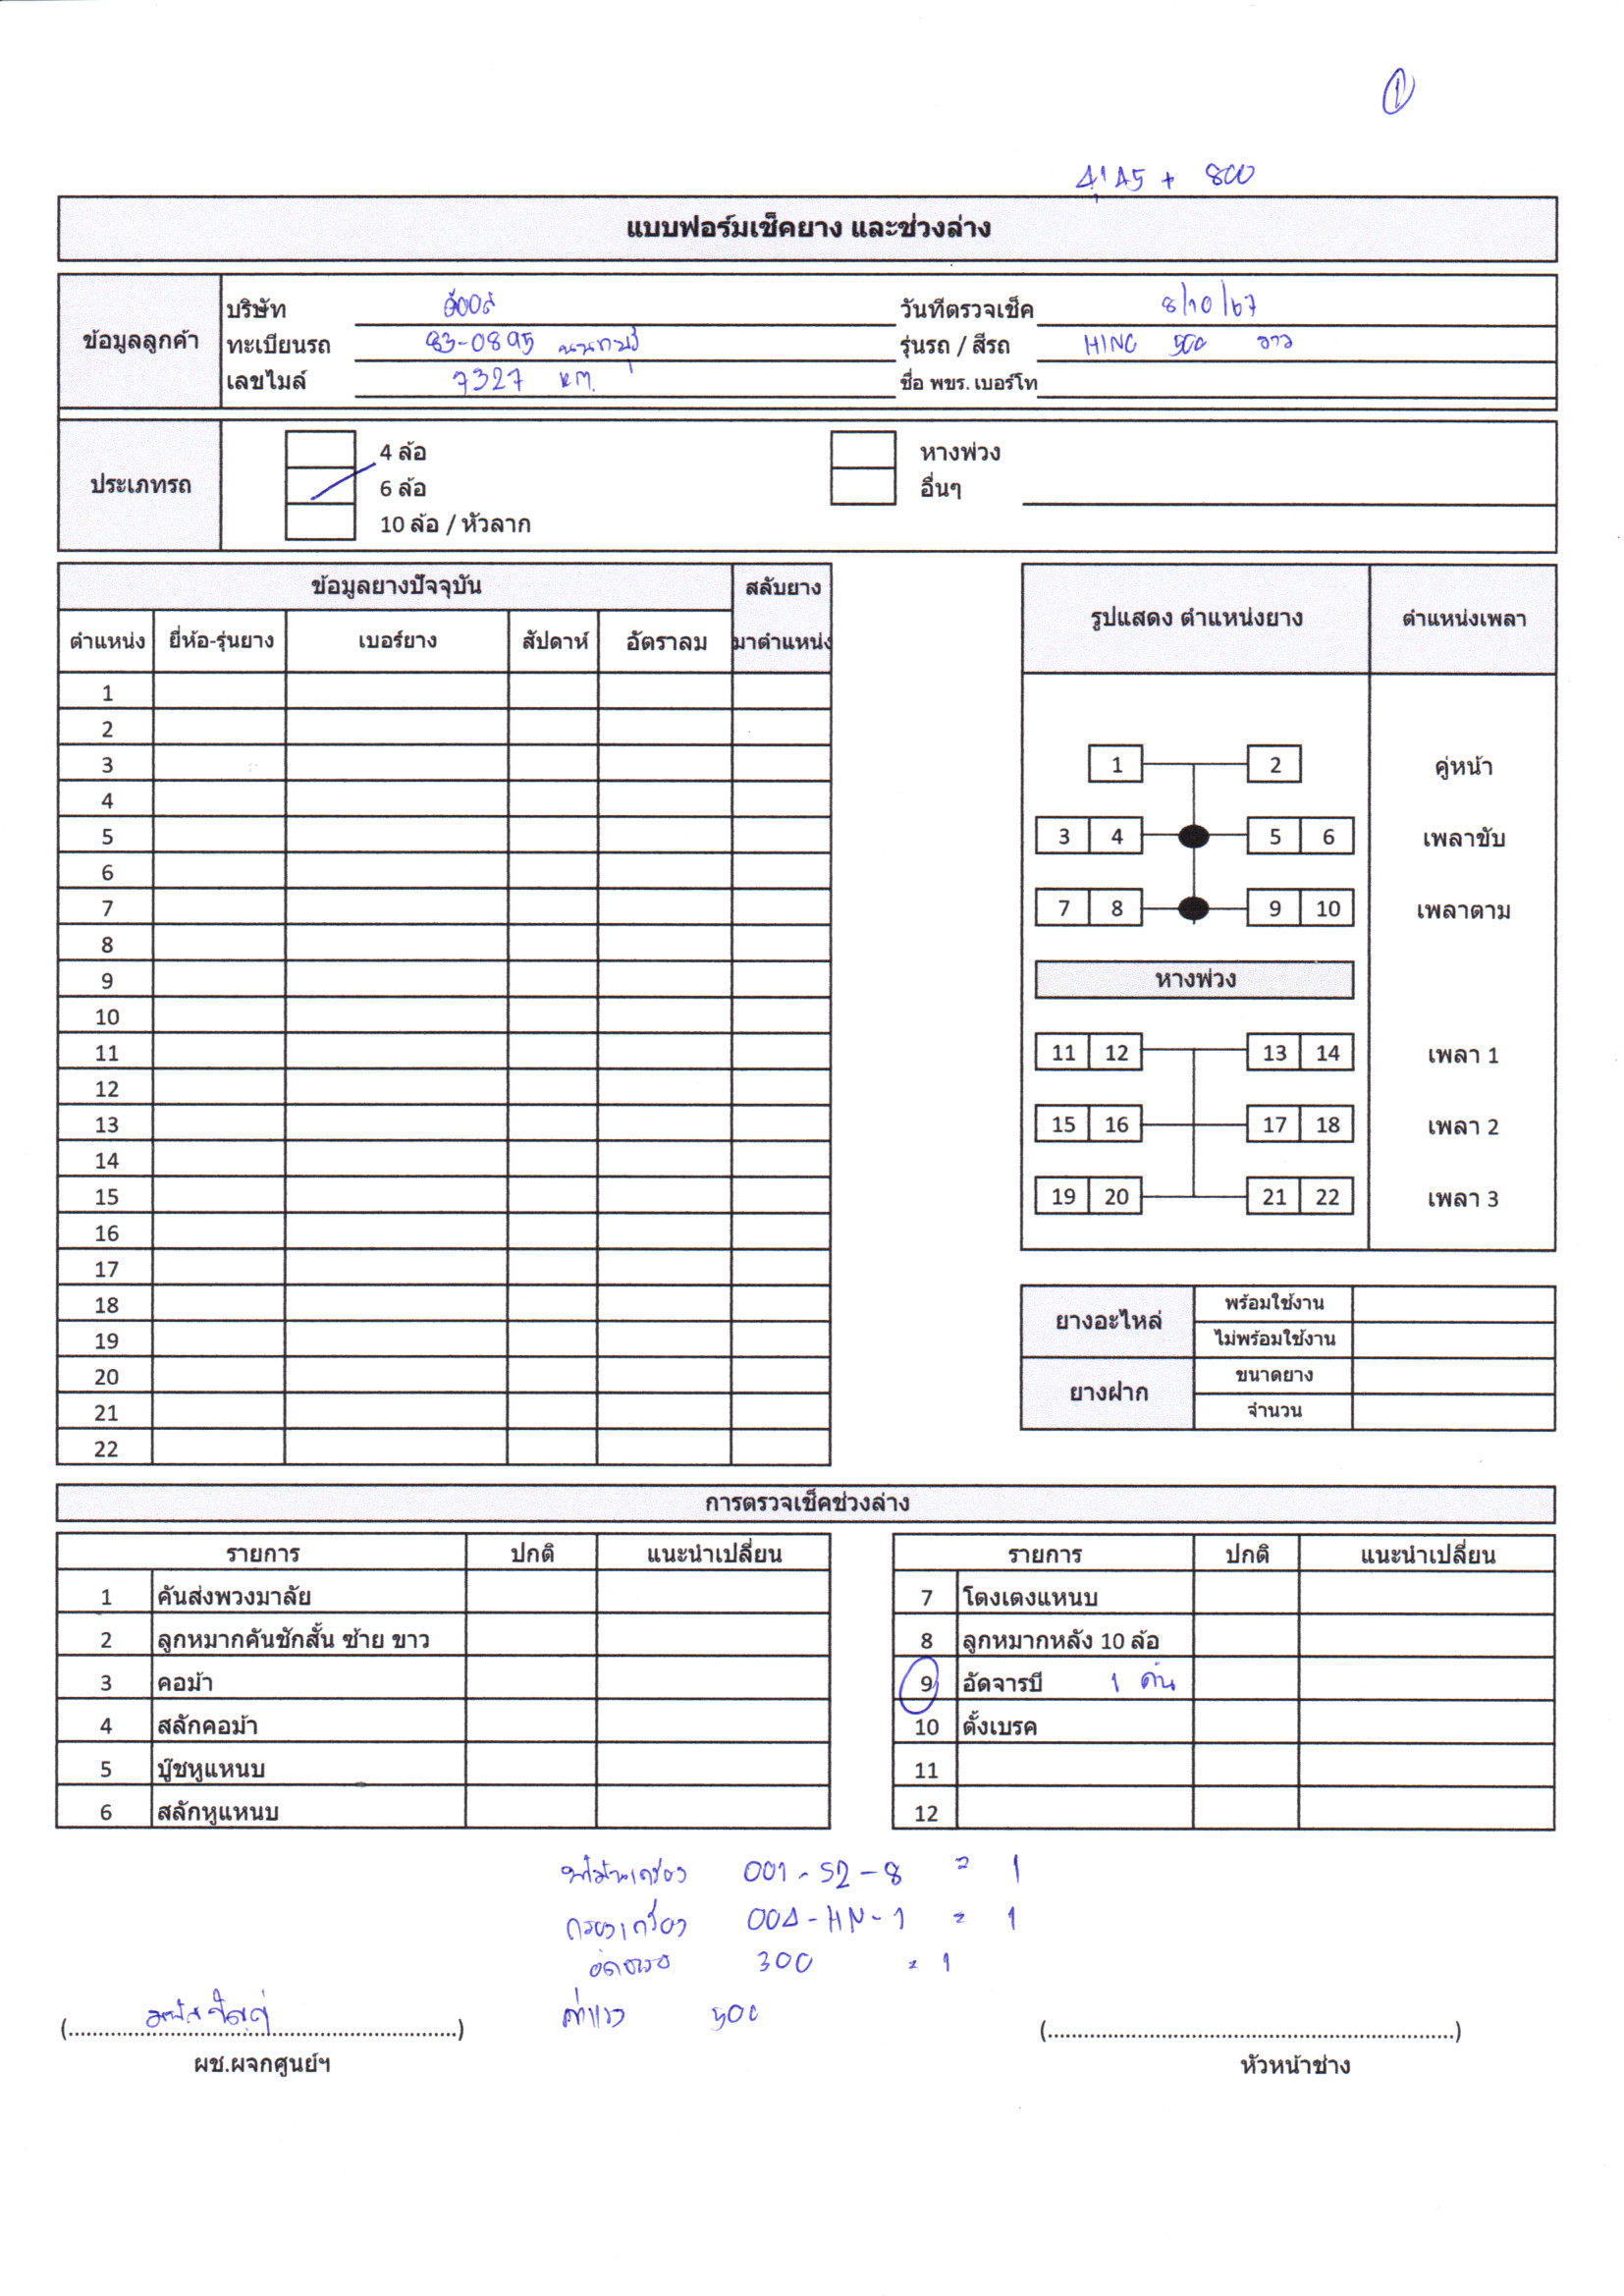 1
4,145 + 800
แบบฟอร์มเช็คยาง และช่วงล่าง
ข้อมูลลูกค้า
บริษัท
วันที่ตรวจเช็ค 8/10/67
ทะเบียนรถ 83-0895 นนทบุรี
รุ่นรถ / สีรถ HINO 500 ขาว
เลขไมล์ 7327 KM.
ชื่อ พขร. เบอร์โท
ประเภทรถ
4 ล้อ
6 ล้อ
10 ล้อ / หัวลาก
หางพ่วง
อื่นๆ
ข้อมูลยางปัจจุบัน สลับยาง
ตำแหน่ง ยี่ห้อ-รุ่นยาง เบอร์ยาง สัปดาห์ อัตราลม มาตำแหน่ง
1
2
3
4
5
6
7
8
9
10
11
12
13
14
15
16
17
18
19
20
21
22
รูปแสดง ตำแหน่งยาง ตำแหน่งเพลา
1 2 คู่หน้า
3 4 5 6 เพลาขับ
7 8 9 10 เพลาตาม
หางพ่วง
11 12 13 14 เพลา 1
15 16 17 18 เพลา 2
19 20 21 22 เพลา 3
ยางอะไหล่ พร้อมใช้งาน
ไม่พร้อมใช้งาน
ยางฝาก ขนาดยาง
จำนวน
การตรวจเช็คช่วงล่าง
รายการ ปกติ แนะนำเปลี่ยน
1 คันส่งพวงมาลัย
2 ลูกหมากคันชักสั้น ซ้าย ขาว
3 คอม้า
4 สลักคอม้า
5 บู๊ชหูแหนบ
6 สลักหูแหนบ
รายการ ปกติ แนะนำเปลี่ยน
7 โตงเตงแหนบ
8 ลูกหมากหลัง 10 ล้อ
9 อัดจารบี 1 คัน
10 ตั้งเบรค
11
12
น้ำมันเครื่อง 001-S2-8 = 1
กรองเครื่อง 004-HN-1 = 1
300 = 1
ค่าแรง 500
(..........)
ผช.ผจกศูนย์ฯ
(..........)
หัวหน้าช่าง